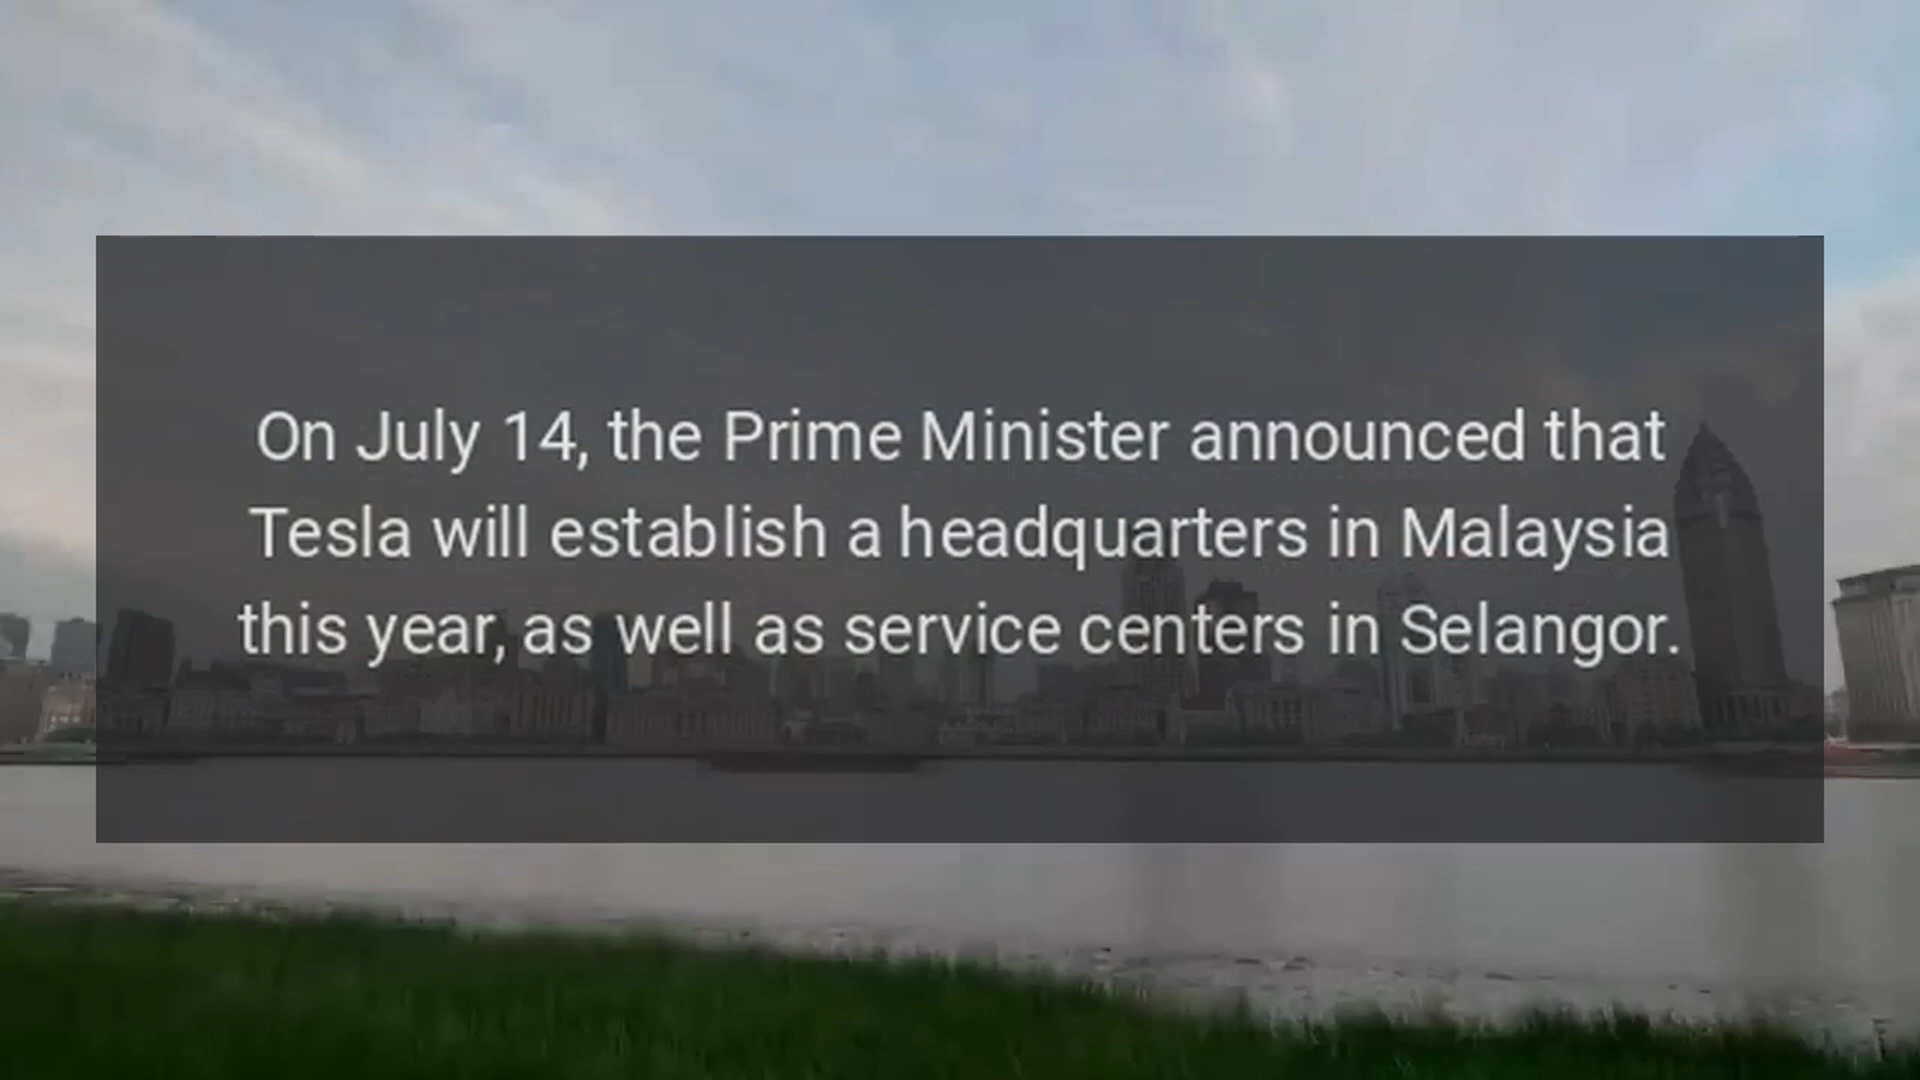 On July 14, the Prime Minister announced that
Tesla will establish a headquarters in Malaysia
this year, as well as service centers in Selangor.